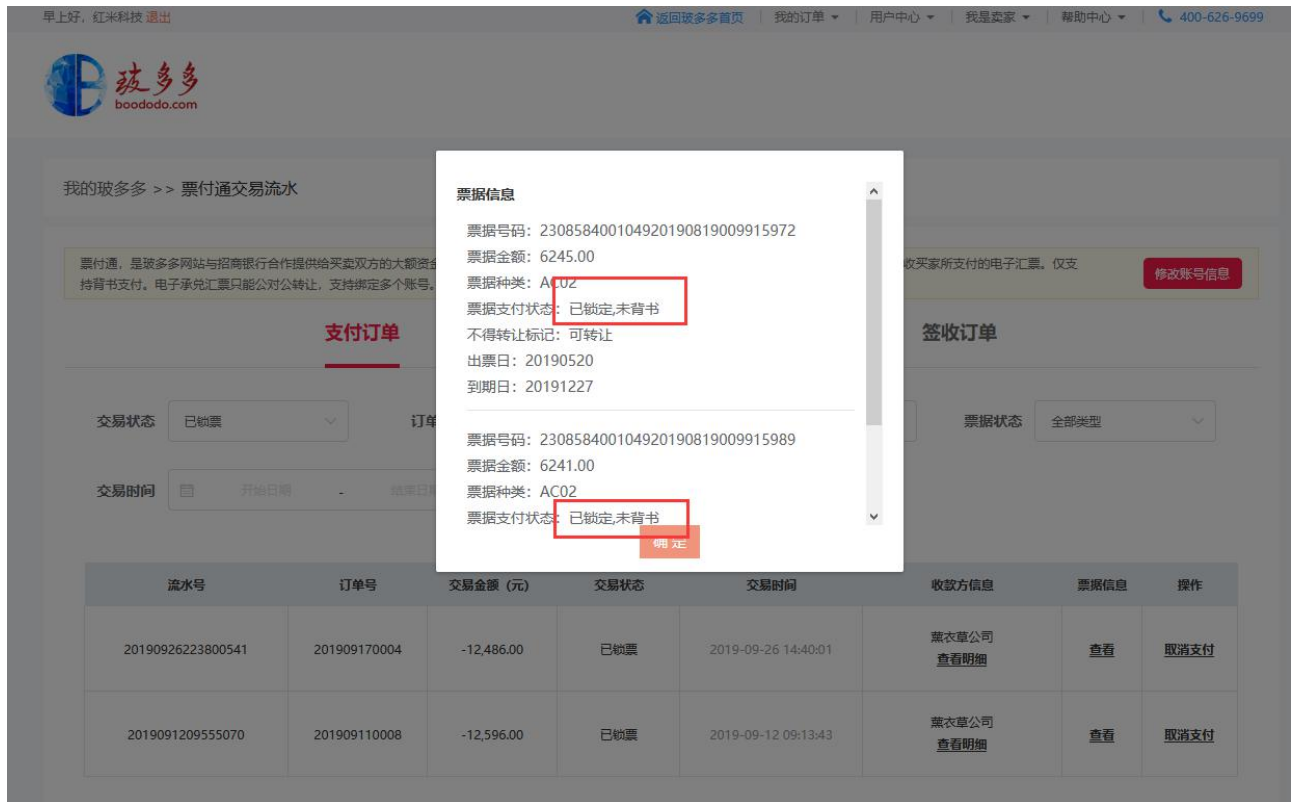 早上好，红米科技 退出
返回玻多多首页
我的订单
用户中心
我是卖家
帮助中心
400-626-9699
玻多多
boododo.com
我的玻多多 >> 票付通交易流水
票付通，是玻多多网站与招商银行合作提供给买卖双方的大额资
收买家所支付的电子汇票。仅支
持背书支付。电子承兑汇票只能公对公转让，支持绑定多个账号。
修改账号信息
支付订单
签收订单
交易状态
已锁票
票据状态
全部类型
交易时间
开始日期
-
票据信息
票据号码：230858400104920190819009915972
票据金额：6245.00
票据种类：AC02
票据支付状态：已锁定,未背书
不得转让标记：可转让
出票日：20190520
到期日：20191227
票据号码：230858400104920190819009915989
票据金额：6241.00
票据种类：AC02
票据支付状态：已锁定,未背书
确 定
流水号 订单号 交易金额（元） 交易状态 交易时间 收款方信息 票据信息 操作
20190926223800541 201909170004 -12,486.00 已锁票 2019-09-26 14:40:01 薰衣草公司 查看 取消支付
查看明细
2019091209555070 201909110008 -12,596.00 已锁票 2019-09-12 09:13:43 薰衣草公司 查看 取消支付
查看明细